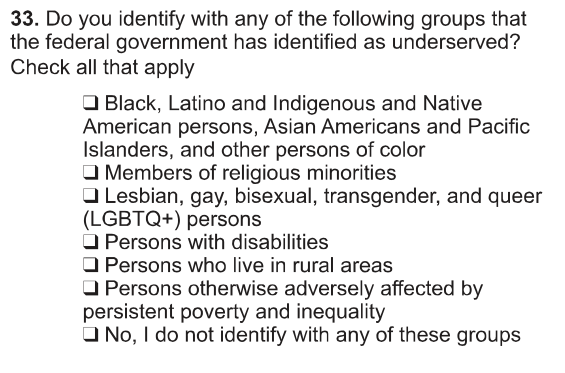 33. Do you identify with any of the following groups that
the federal government has identified as underserved?
Check all that apply
❑ Black, Latino and Indigenous and Native
American persons, Asian Americans and Pacific
Islanders, and other persons of color
❑ Members of religious minorities
❑ Lesbian, gay, bisexual, transgender, and queer
(LGBTQ+) persons
❑ Persons with disabilities
❑ Persons who live in rural areas
❑ Persons otherwise adversely affected by
persistent poverty and inequality
❑ No, I do not identify with any of these groups